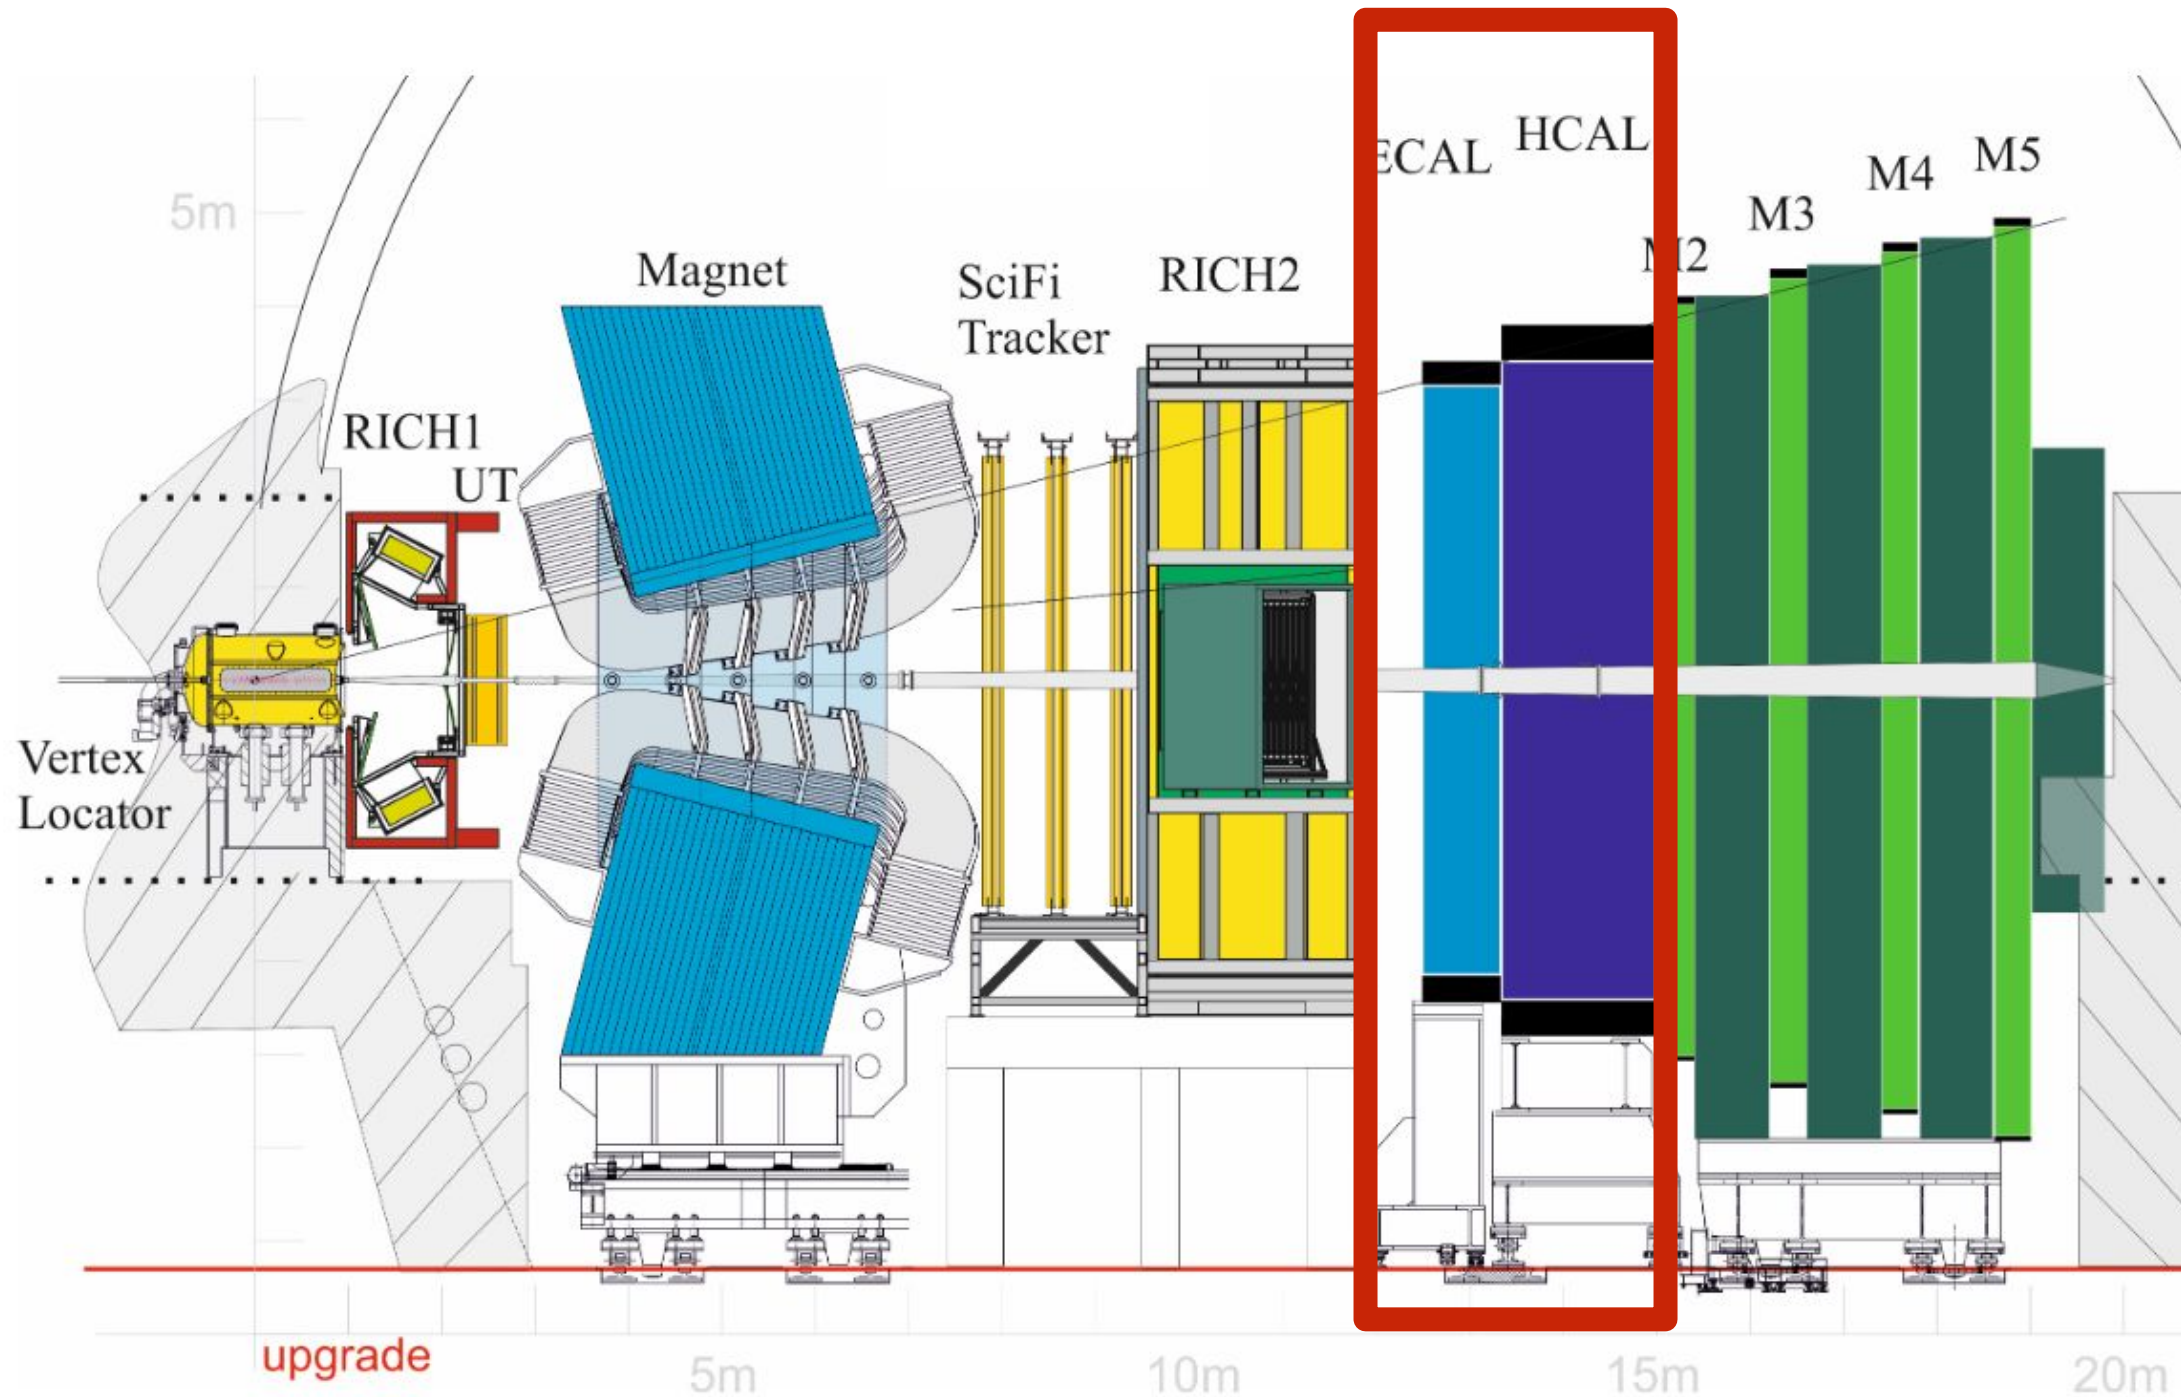 ECAL
HCAL
M5
M4
M3
M2
5m
Magnet
SciFi
Tracker
RICH2
RICH1
UT
Vertex
Locator
upgrade
5m
10m
15m
20m